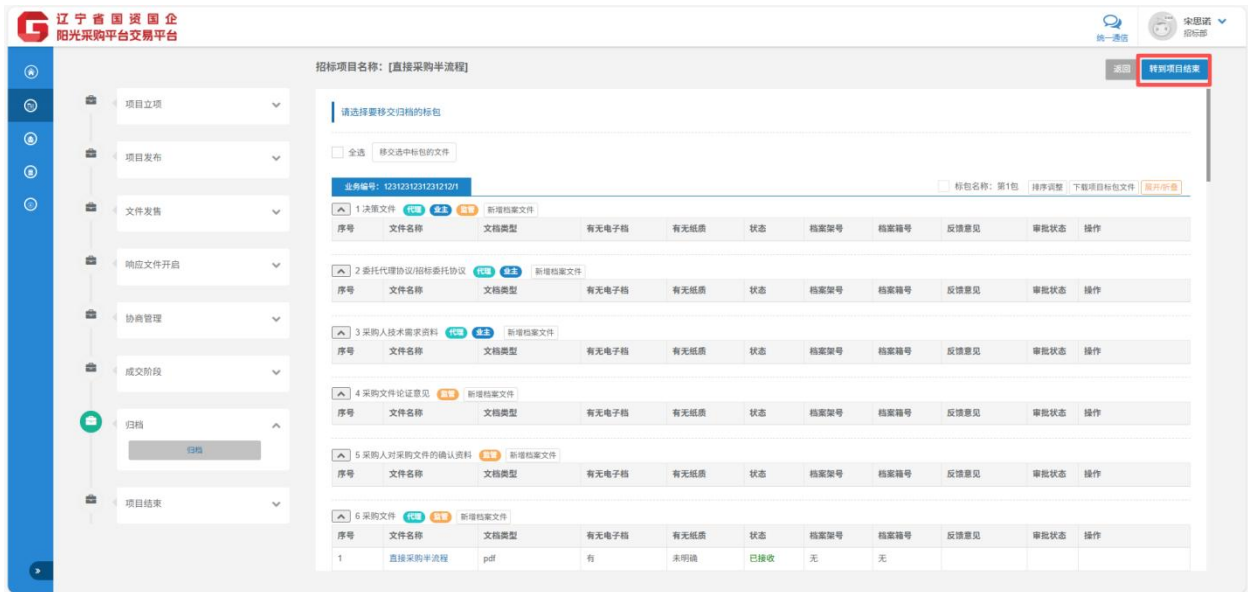 辽宁省国资国企
阳光采购平台交易平台
统一通信
宋思诺
招标部
招标项目名称：[直接采购半流程]
返回 转到项目结束
项目立项
项目发布
文件发售
响应文件开启
协商管理
成交阶段
归档
归档
项目结束
请选择要移交归档的标包
全选 移交选中标包的文件
业务编号：1231231231231212/1 标包名称：第1包 排序调整 下载项目标包文件 展开/折叠
1 决策文件 代理 业主 监管 新增档案文件
序号 文件名称 文档类型 有无电子档 有无纸质 状态 档案架号 档案箱号 反馈意见 审批状态 操作
2 委托代理协议/招标委托协议 代理 业主 新增档案文件
序号 文件名称 文档类型 有无电子档 有无纸质 状态 档案架号 档案箱号 反馈意见 审批状态 操作
3 采购人技术需求资料 代理 业主 新增档案文件
序号 文件名称 文档类型 有无电子档 有无纸质 状态 档案架号 档案箱号 反馈意见 审批状态 操作
4 采购文件论证意见 监管 新增档案文件
序号 文件名称 文档类型 有无电子档 有无纸质 状态 档案架号 档案箱号 反馈意见 审批状态 操作
5 采购人对采购文件的确认资料 监管 新增档案文件
序号 文件名称 文档类型 有无电子档 有无纸质 状态 档案架号 档案箱号 反馈意见 审批状态 操作
6 采购文件 代理 监管 新增档案文件
序号 文件名称 文档类型 有无电子档 有无纸质 状态 档案架号 档案箱号 反馈意见 审批状态 操作
1 直接采购半流程 pdf 有 未明确 已接收 无 无